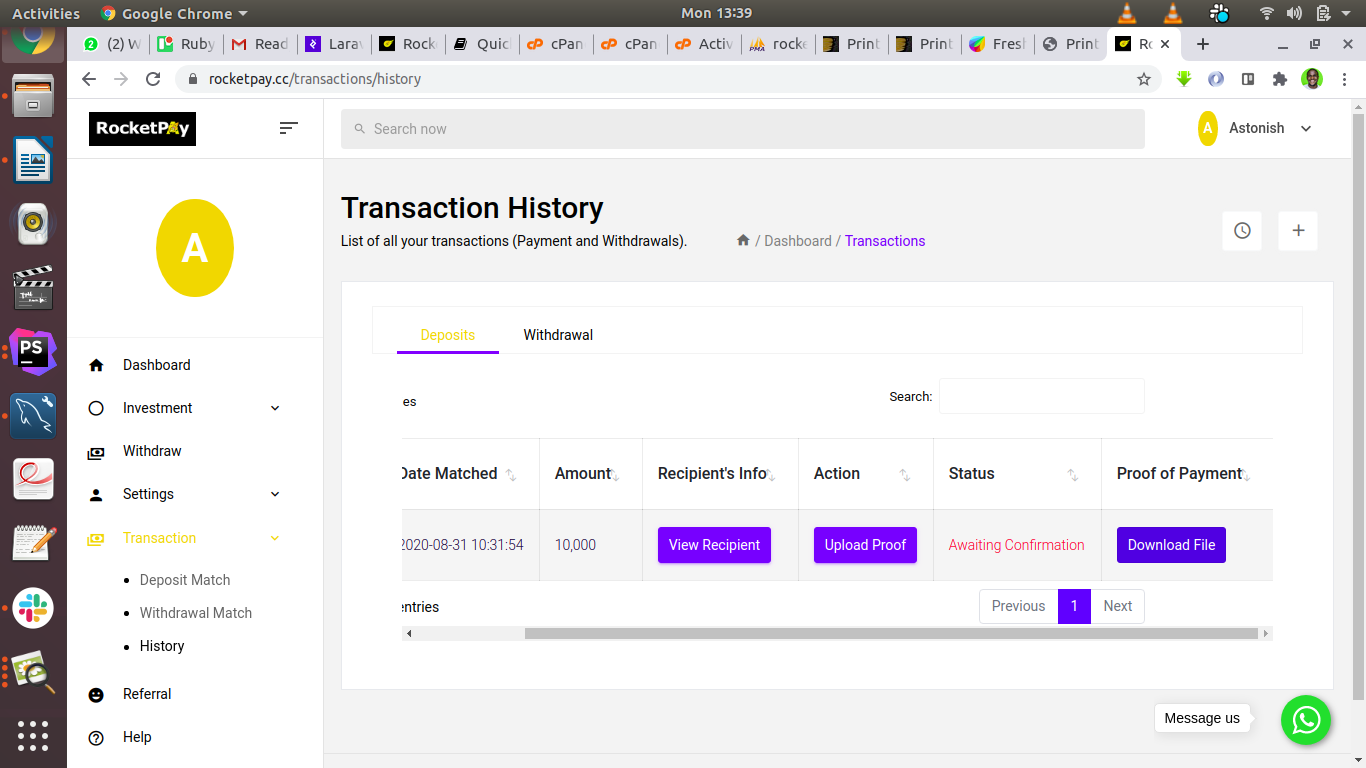 Activities Google Chrome Mon 13:39
(2) W Ruby Read Larav Rocke Quic cPan cPan Activ rocke Print Print Fresh Print Ro
rocketpay.cc/transactions/history
RocketPay
Search now
A Astonish
A
Transaction History
List of all your transactions (Payment and Withdrawals).
/ Dashboard / Transactions
Dashboard
Investment
Withdraw
Settings
Transaction
Deposit Match
Withdrawal Match
History
Referral
Help
Deposits Withdrawal
es Search:
Date Matched Amount Recipient's Info Action Status Proof of Payment
2020-08-31 10:31:54 10,000 View Recipient Upload Proof Awaiting Confirmation Download File
entries Previous 1 Next
Message us
PS